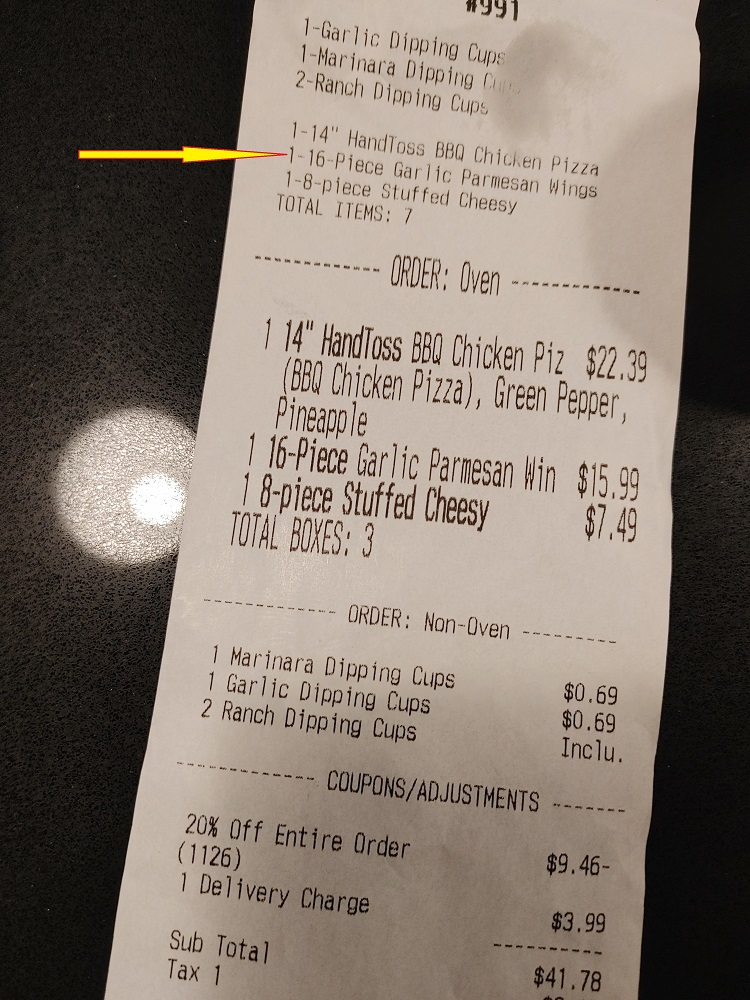 #991
1-Garlic Dipping Cups
1-Marinara Dipping Cups
2-Ranch Dipping Cups
1-14" HandToss BBQ Chicken Pizza
1-16-Piece Garlic Parmesan Wings
1-8-piece Stuffed Cheesy
TOTAL ITEMS: 7
------------ ORDER: Oven ------------
1 14" HandToss BBQ Chicken Piz $22.39
(BBQ Chicken Pizza), Green Pepper,
Pineapple
1 16-Piece Garlic Parmesan Win $15.99
1 8-piece Stuffed Cheesy $7.49
TOTAL BOXES: 3
------------ ORDER: Non-Oven ---------
1 Marinara Dipping Cups $0.69
1 Garlic Dipping Cups $0.69
2 Ranch Dipping Cups Inclu.
------------ COUPONS/ADJUSTMENTS -------
20% Off Entire Order $9.46-
(1126)
1 Delivery Charge $3.99
----------
Sub Total $41.78
Tax 1